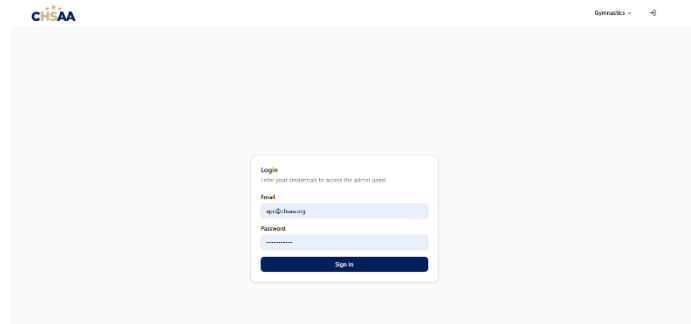 CHSAA
Gymnastics
Login
Enter your credentials to access the admin panel
Email
Password
Sign in